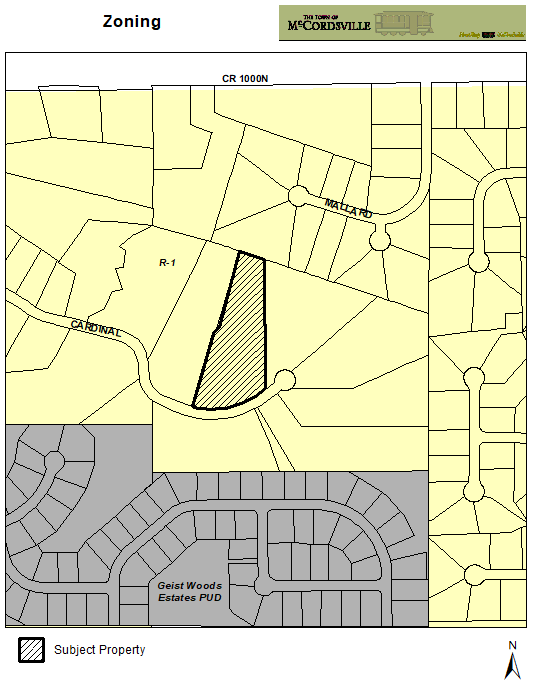 Zoning
THE TOWN OF
MCCORDSVILLE
CR 1000N
MALLARD
R-1
CARDINAL
Geist Woods
Estates PUD
Subject Property
N